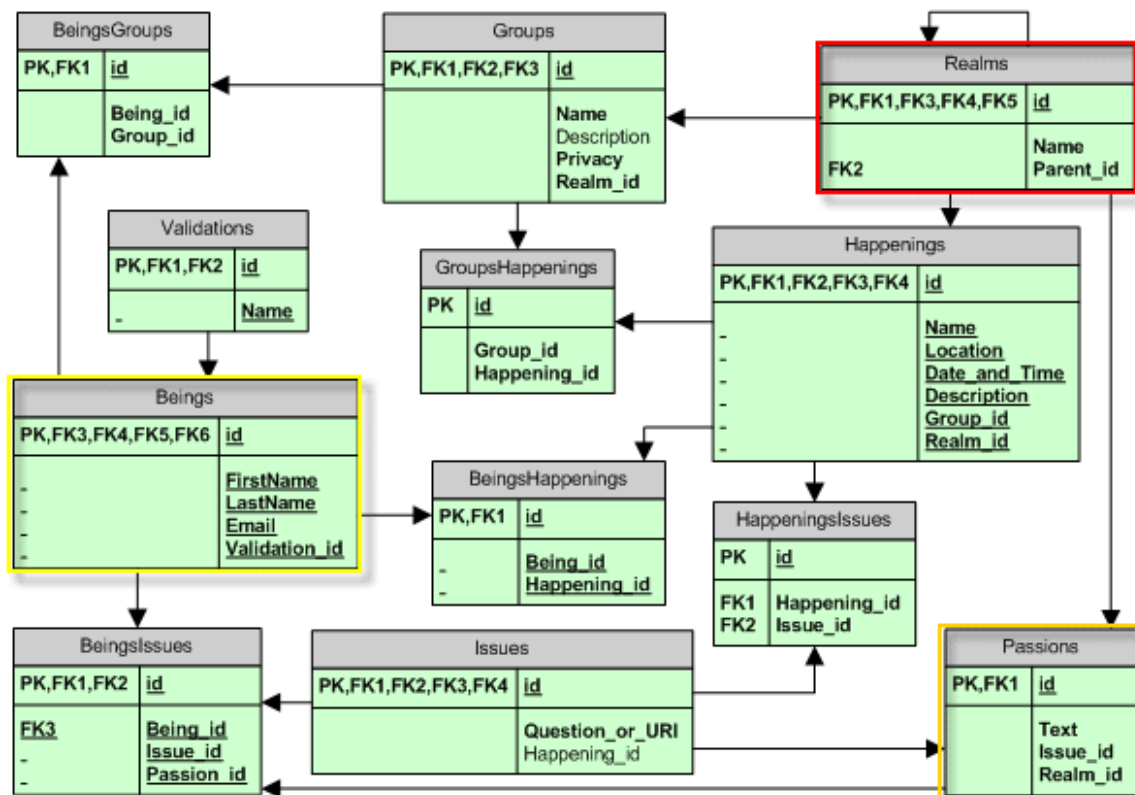 BeingsGroups
PK,FK1 id
Being_id
Group_id
Groups
PK,FK1,FK2,FK3 id
Name
Description
Privacy
Realm_id
Realms
PK,FK1,FK3,FK4,FK5 id
Name
FK2 Parent_id
Validations
PK,FK1,FK2 id
- Name
GroupsHappenings
PK id
Group_id
Happening_id
Happenings
PK,FK1,FK2,FK3,FK4 id
- Name
- Location
- Date_and_Time
- Description
- Group_id
- Realm_id
Beings
PK,FK3,FK4,FK5,FK6 id
- FirstName
- LastName
- Email
- Validation_id
BeingsHappenings
PK,FK1 id
- Being_id
- Happening_id
HappeningsIssues
PK id
FK1 Happening_id
FK2 Issue_id
BeingsIssues
PK,FK1,FK2 id
FK3 Being_id
- Issue_id
- Passion_id
Issues
PK,FK1,FK2,FK3,FK4 id
Question_or_URI
Happening_id
Passions
PK,FK1 id
Text
Issue_id
Realm_id